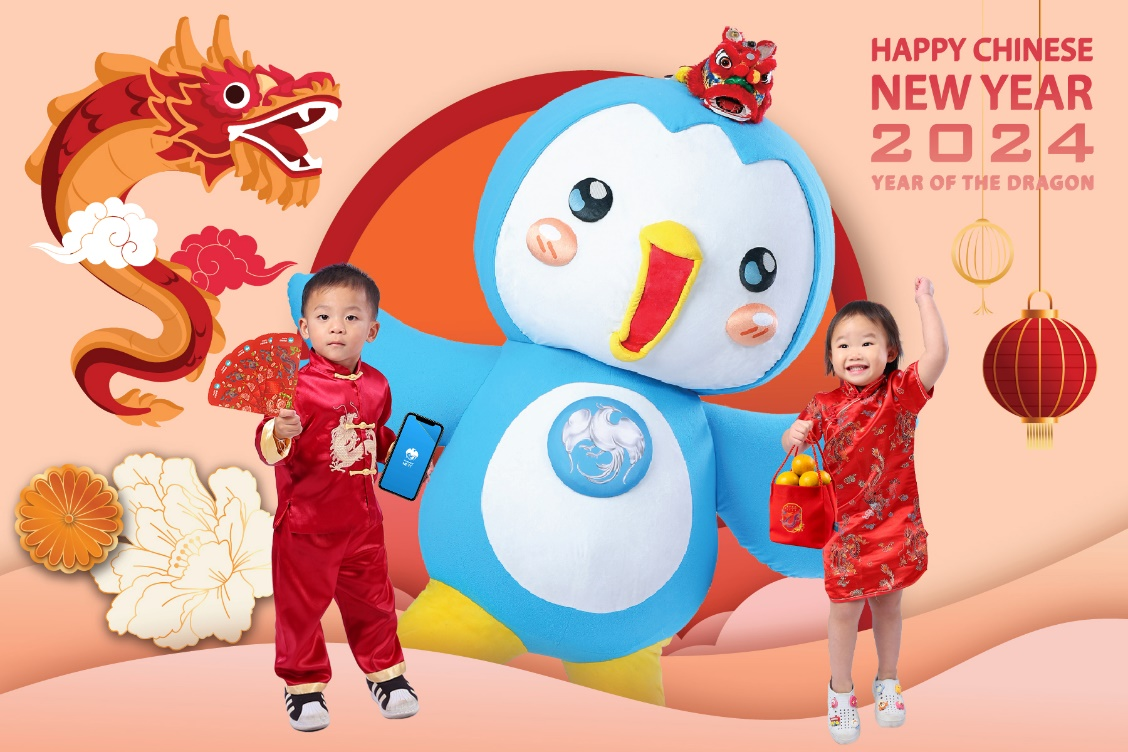 HAPPY CHINESE
NEW YEAR
2024
YEAR OF THE DRAGON